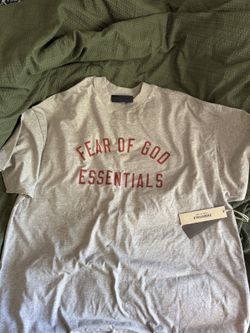 FEAR OF GOD
ESSENTIALS